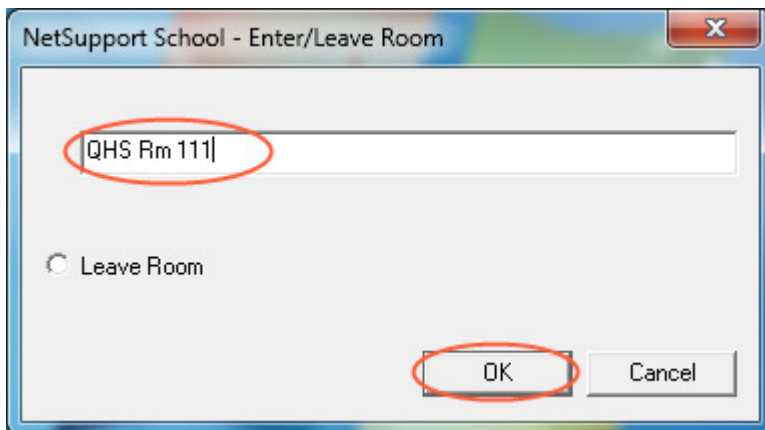 NetSupport School - Enter/Leave Room
QHS Rm 111
Leave Room
OK Cancel